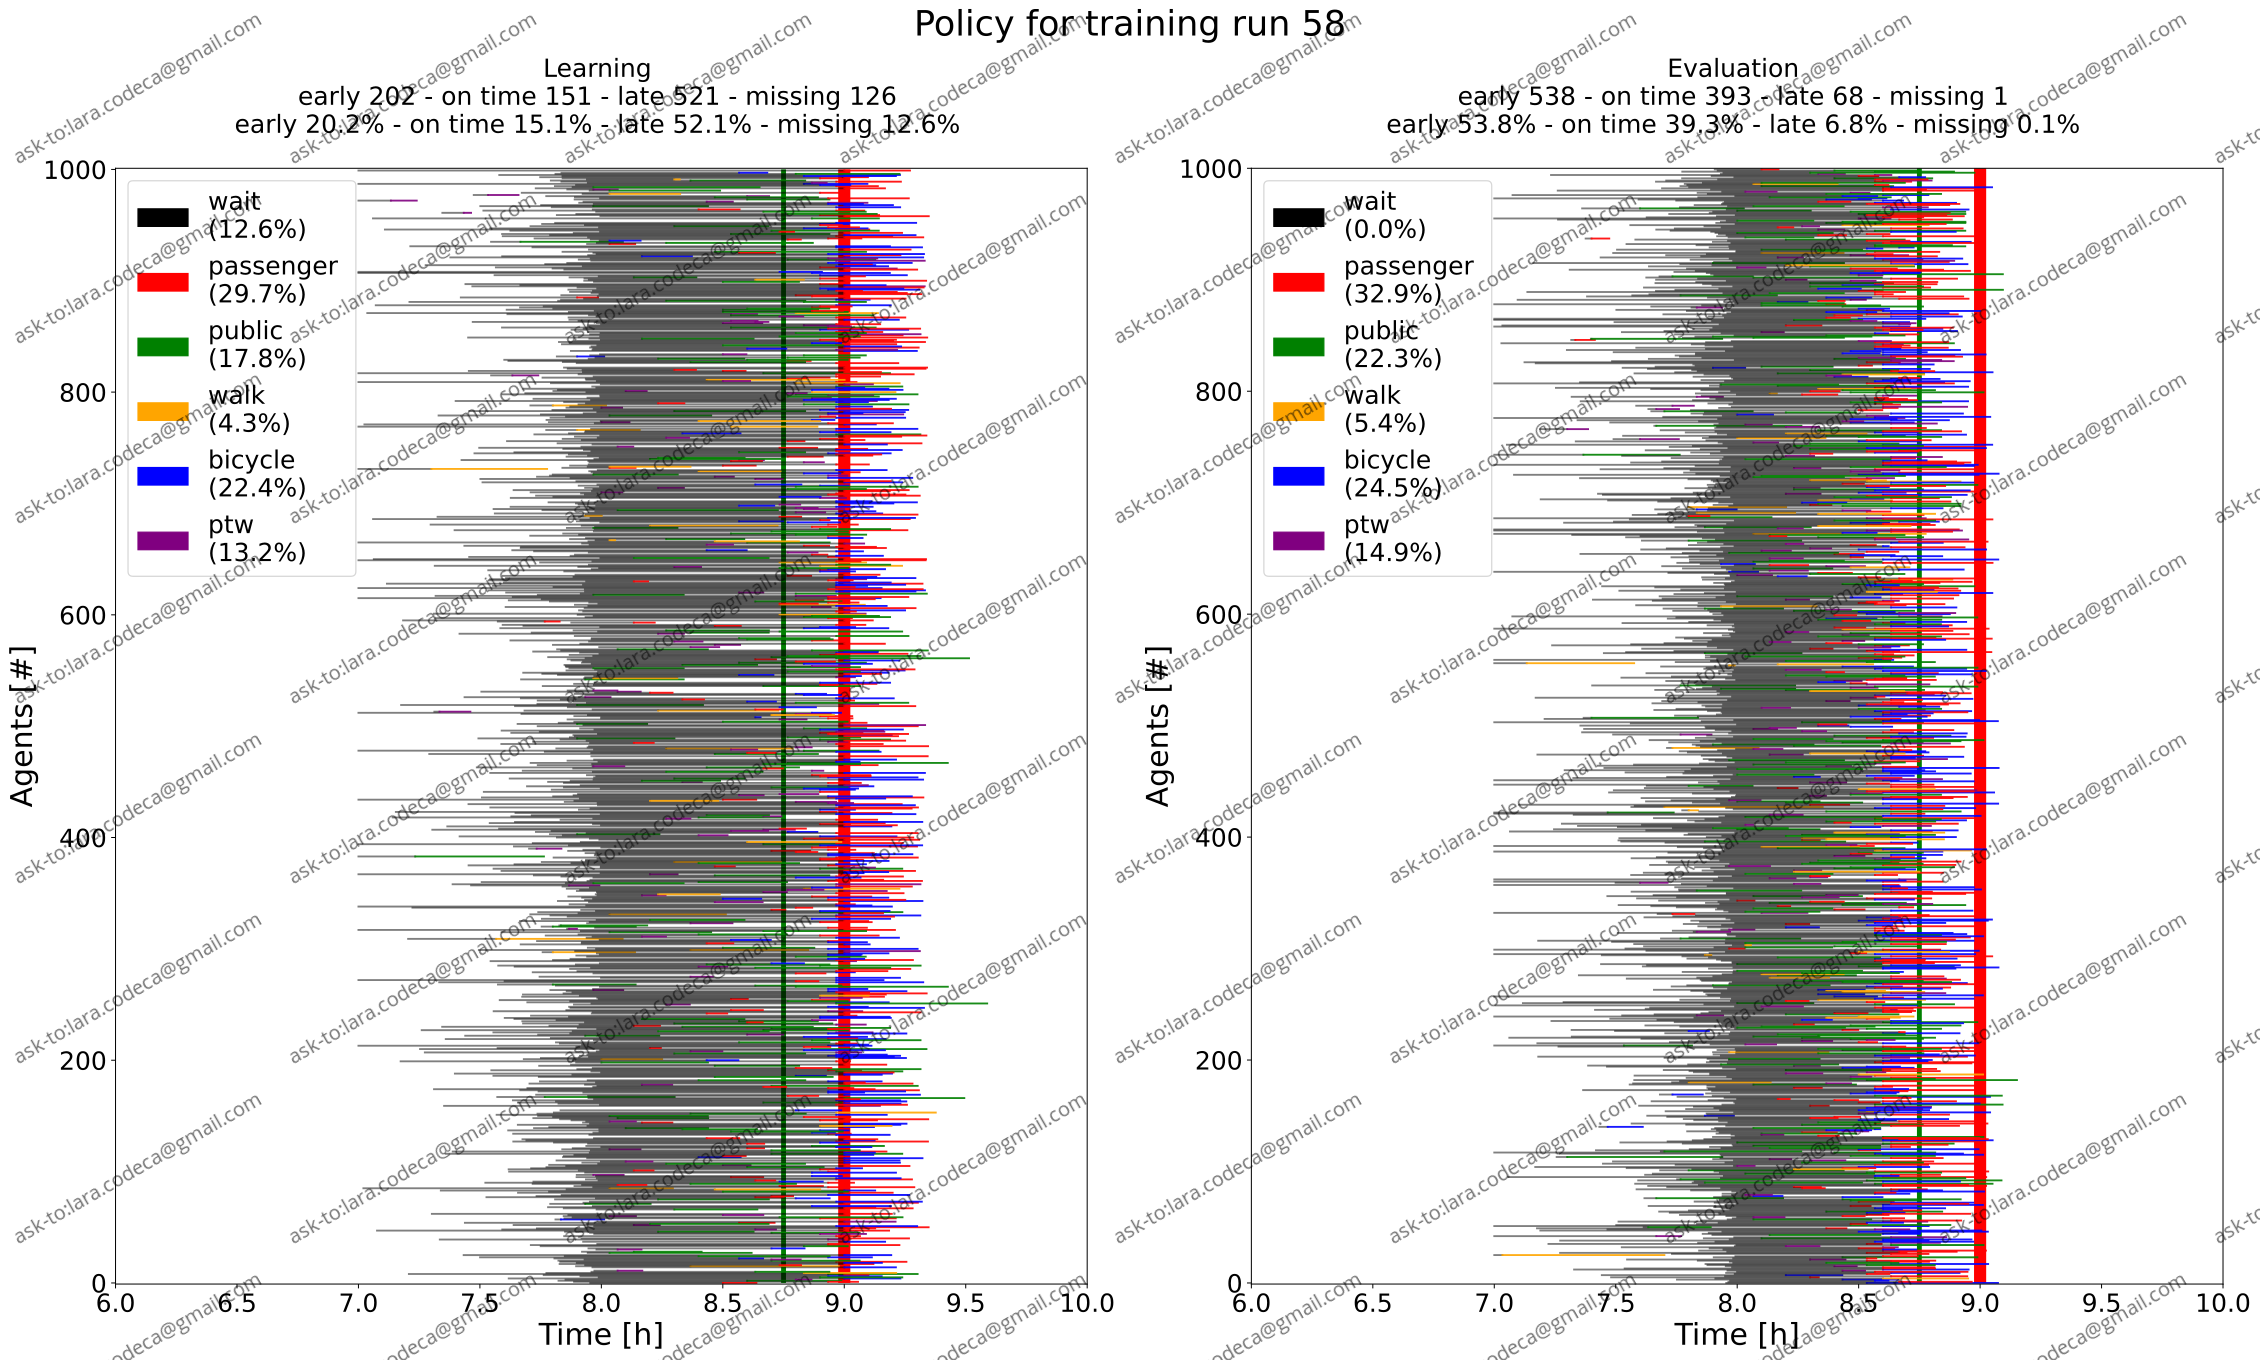 Policy for training run 58
Learning
early 202 - on time 151 - late 521 - missing 126
early 20.2% - on time 15.1% - late 52.1% - missing 12.6%
1000
800
600
400
200
0
Agents [#]
wait
(12.6%)
passenger
(29.7%)
public
(17.8%)
walk
(4.3%)
bicycle
(22.4%)
ptw
(13.2%)
6.0 6.5 7.0 7.5 8.0 8.5 9.0 9.5 10.0
Time [h]
Evaluation
early 538 - on time 393 - late 68 - missing 1
early 53.8% - on time 39.3% - late 6.8% - missing 0.1%
1000
800
600
400
200
0
Agents [#]
wait
(0.0%)
passenger
(32.9%)
public
(22.3%)
walk
(5.4%)
bicycle
(24.5%)
ptw
(14.9%)
6.0 6.5 7.0 7.5 8.0 8.5 9.0 9.5 10.0
Time [h]
ask-to:lara.codeca@gmail.com